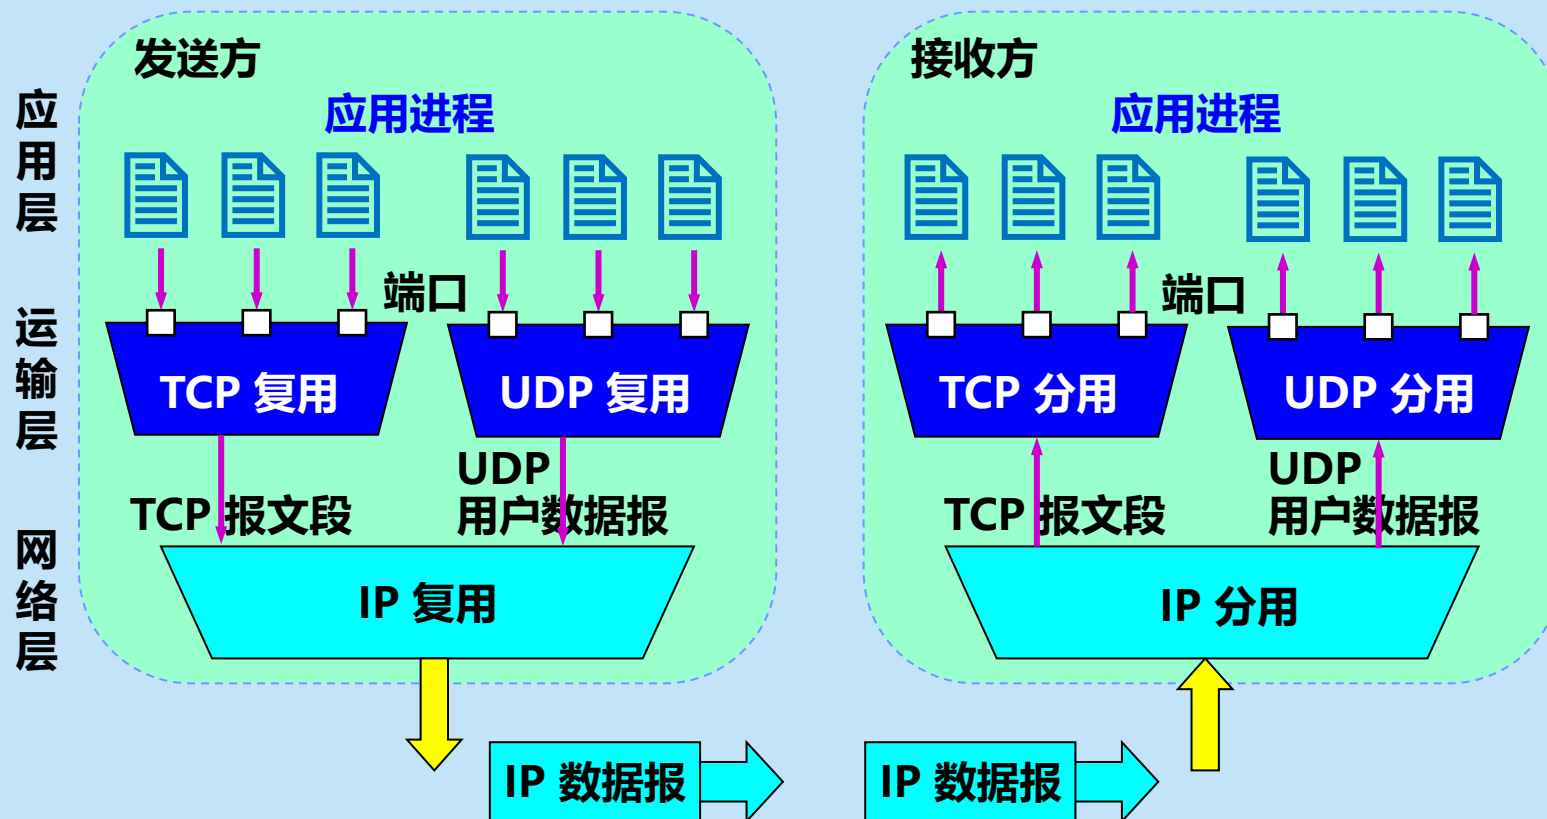 发送方
接收方
应用进程
应用进程
应用层
端口
端口
运输层
TCP 复用
UDP 复用
TCP 分用
UDP 分用
TCP 报文段
UDP
用户数据报
TCP 报文段
UDP
用户数据报
网络层
IP 复用
IP 分用
IP 数据报
IP 数据报